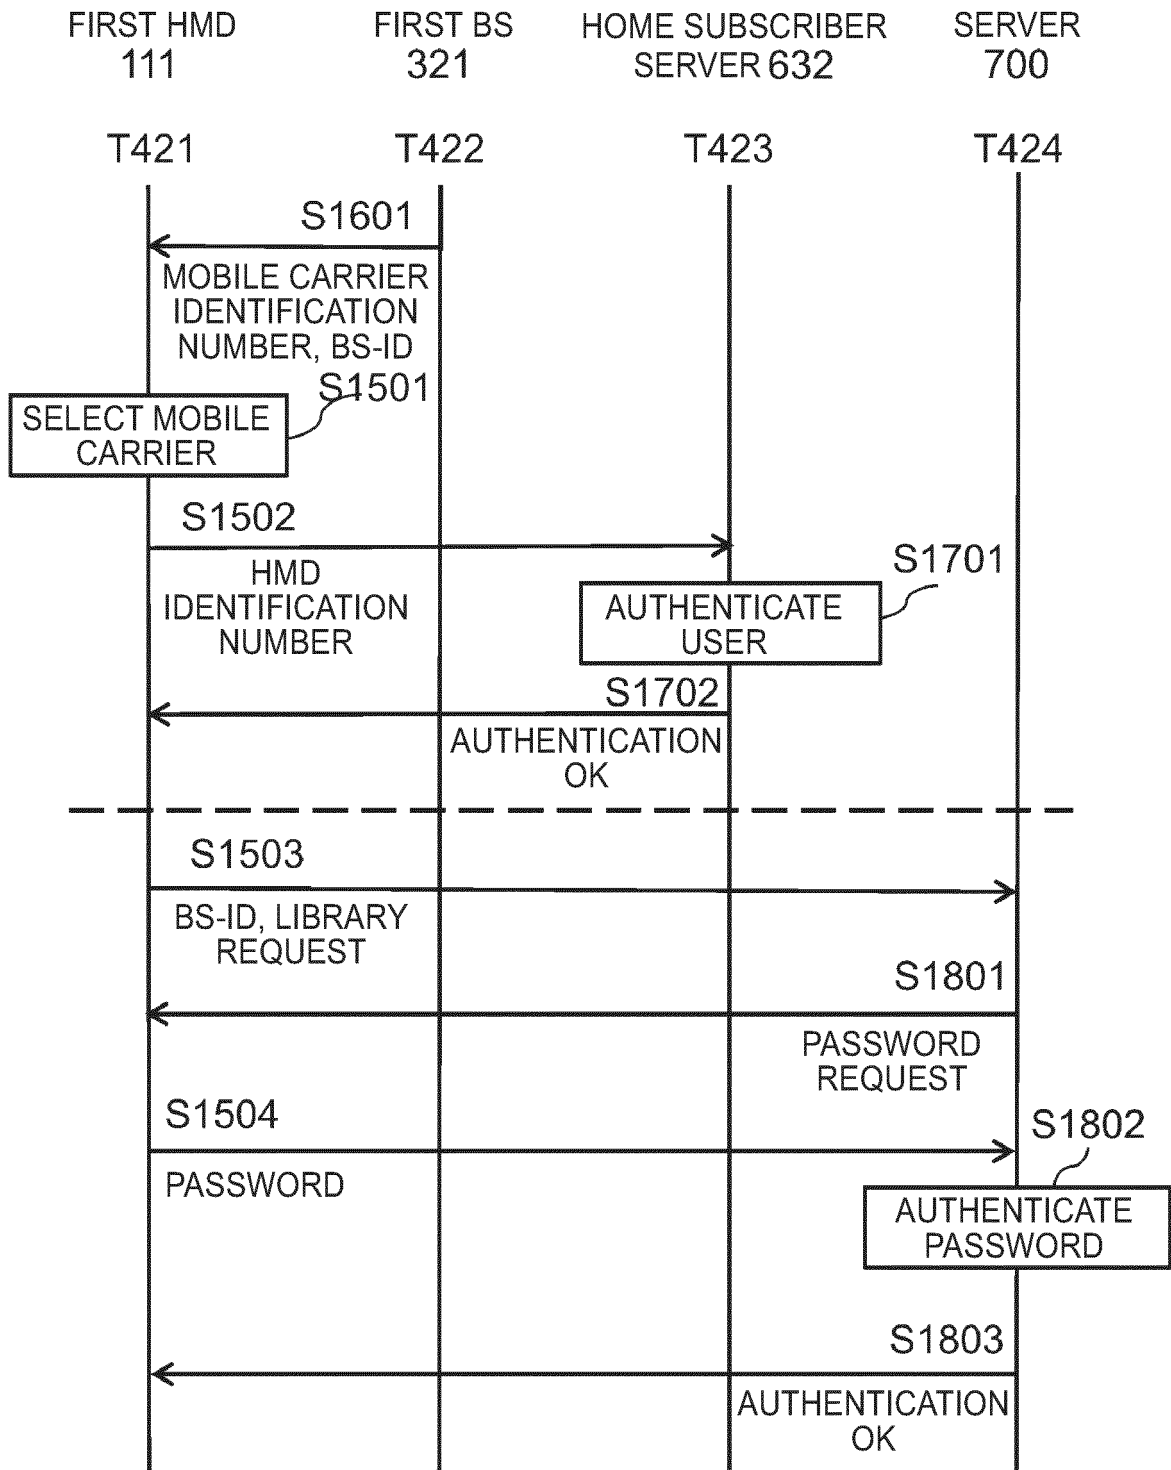 FIRST HMD
111
FIRST BS
321
HOME SUBSCRIBER
SERVER 632
SERVER
700
T421
T422
T423
T424
S1601
MOBILE CARRIER
IDENTIFICATION
NUMBER, BS-ID
S1501
SELECT MOBILE
CARRIER
S1502
HMD
IDENTIFICATION
NUMBER
S1701
AUTHENTICATE
USER
S1702
AUTHENTICATION
OK
S1503
BS-ID, LIBRARY
REQUEST
S1801
PASSWORD
REQUEST
S1504
PASSWORD
S1802
AUTHENTICATE
PASSWORD
S1803
AUTHENTICATION
OK